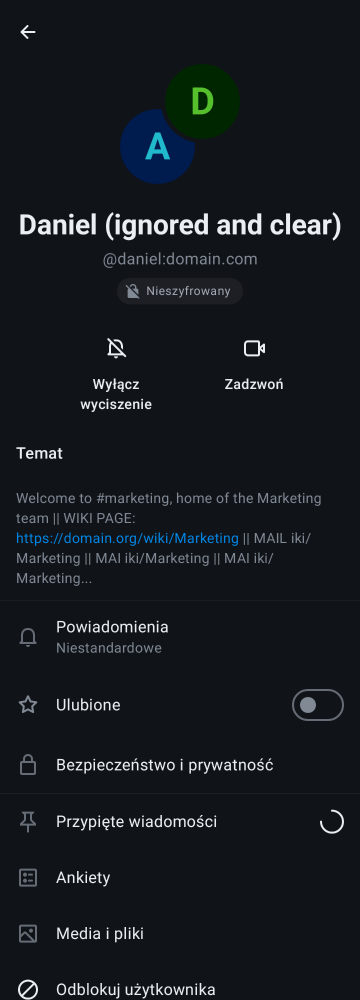 D
A
Daniel (ignored and clear)
@daniel:domain.com
Nieszyfrowany
Wyłącz
wyciszenie
Zadzwoń
Temat
Welcome to #marketing, home of the Marketing
team || WIKI PAGE:
https://domain.org/wiki/Marketing || MAIL iki/
Marketing || MAI iki/Marketing || MAI iki/
Marketing...
Powiadomienia
Niestandardowe
Ulubione
Bezpieczeństwo i prywatność
Przypięte wiadomości
Ankiety
Media i pliki
Odblokuj użytkownika